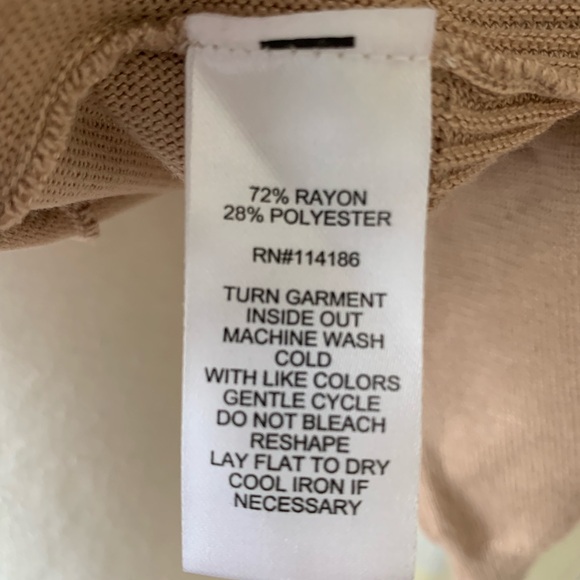 72% RAYON
28% POLYESTER
RN#114186
TURN GARMENT
INSIDE OUT
MACHINE WASH
COLD
WITH LIKE COLORS
GENTLE CYCLE
DO NOT BLEACH
RESHAPE
LAY FLAT TO DRY
COOL IRON IF
NECESSARY